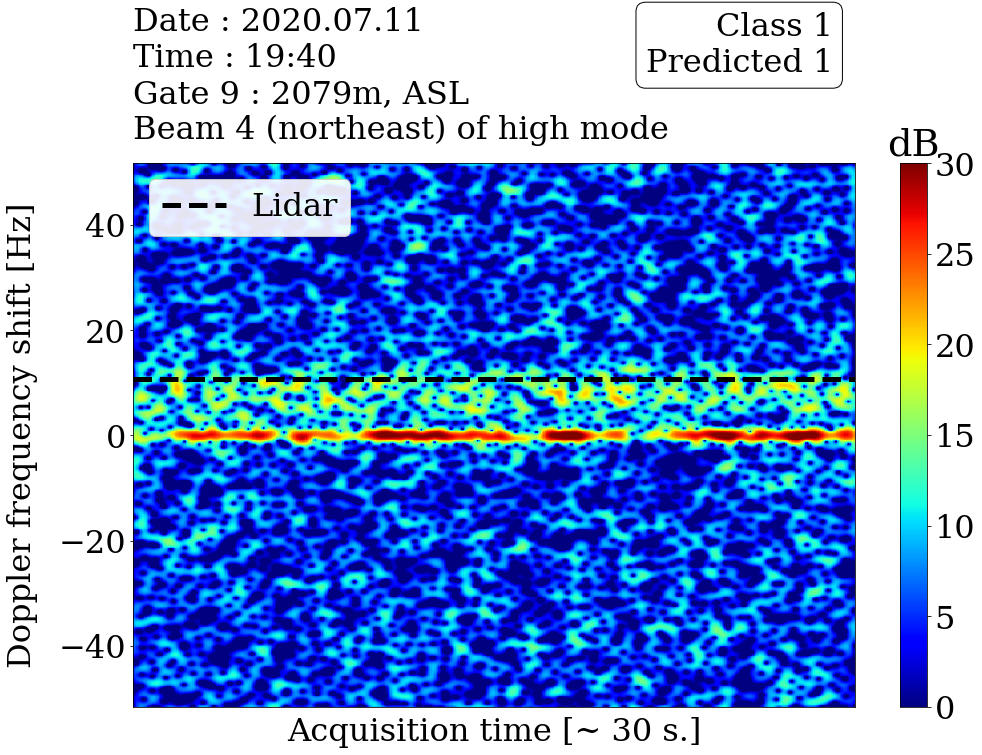 Date : 2020.07.11
Time : 19:40
Gate 9 : 2079m, ASL
Beam 4 (northeast) of high mode
Class 1
Predicted 1
dB
Lidar
Doppler frequency shift [Hz]
40
20
0
−20
−40
30
25
20
15
10
5
0
Acquisition time [~ 30 s.]